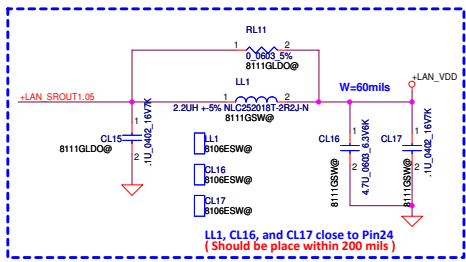 RL11
1 2
0_0603_5%
8111GLDO@
+LAN_VDD
LL1
+LAN_SROUT1.05
1 2
W=60mils
2.2UH +-5% NLC252018T-2R2J-N
8111GSW@
1
CL15
8111GLDO@
2
.1U_0402_16V7K
LL1
8106ESW@
CL16
8106ESW@
CL17
8106ESW@
1
CL16
2
8111GSW@
4.7U_0603_6.3V6K
1
CL17
2
8111GSW@
.1U_0402_16V7K
LL1, CL16, and CL17 close to Pin24
( Should be place within 200 mils )